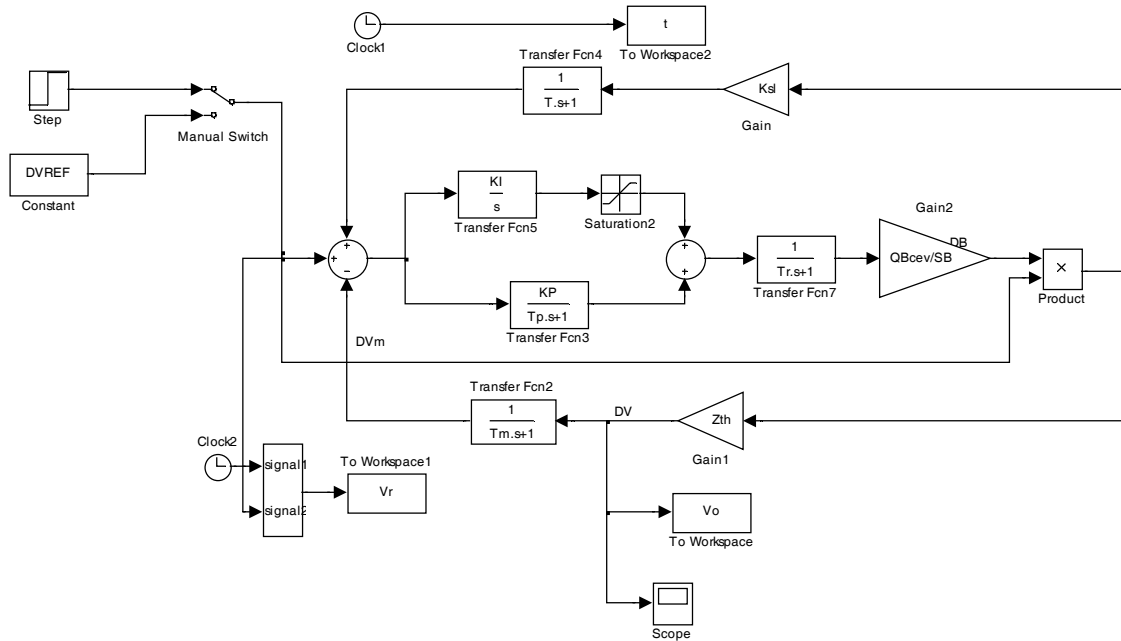 t
Clock1
To Workspace2
Transfer Fcn4
1
T.s+1
Ksl
Gain
Step
Manual Switch
DVREF
Constant
KI
s
Transfer Fcn5
Saturation2
Gain2
+
+
−
+
+
1
Tr.s+1
Transfer Fcn7
QBcev/SB
DB
×
Product
KP
Tp.s+1
Transfer Fcn3
DVm
Transfer Fcn2
1
Tm.s+1
DV
Zth
Gain1
Clock2
signal1
signal2
To Workspace1
Vr
Vo
To Workspace
Scope